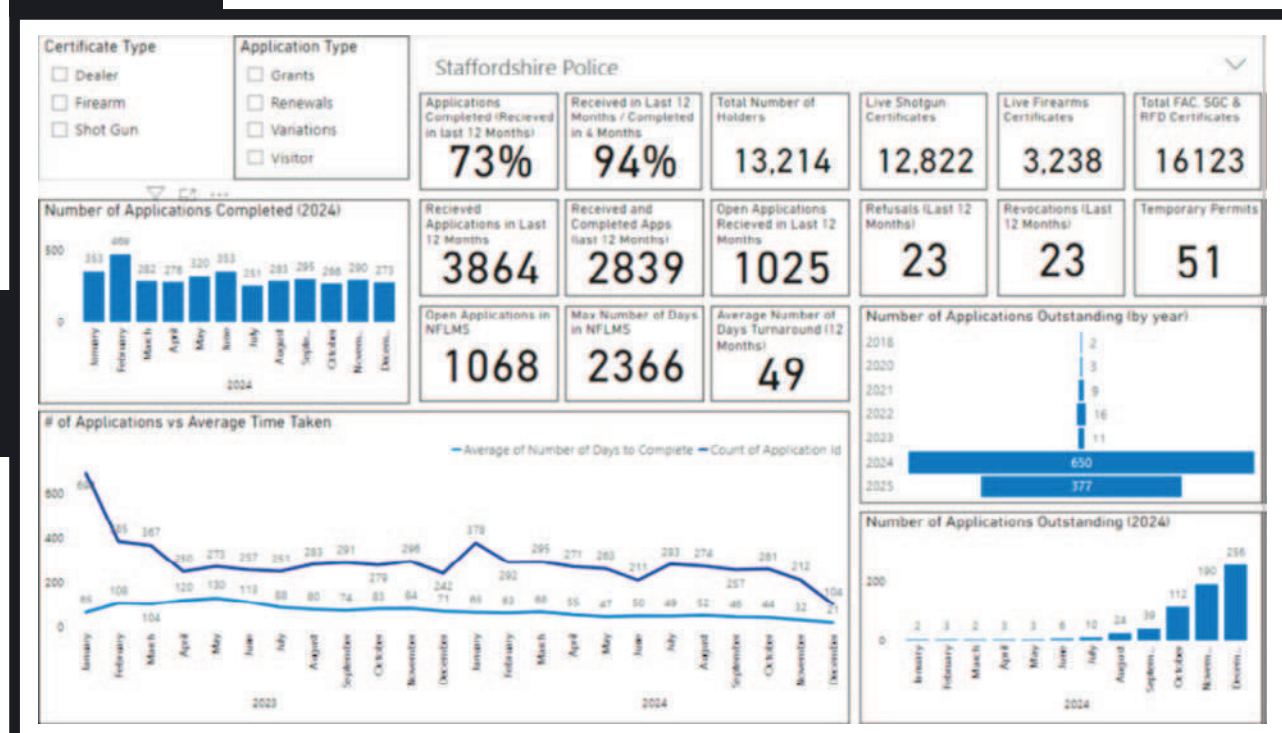 Certificate Type
Dealer
Firearm
Shot Gun
Application Type
Grants
Renewals
Variations
Visitor
Staffordshire Police
Applications
Completed (Recieved
in last 12 Months)
73%
Received in Last 12
Months / Completed
in 4 Months
94%
Total Number of
Holders
13,214
Live Shotgun
Certificates
12,822
Live Firearms
Certificates
3,238
Total FAC, SGC &
RFD Certificates
16123
Number of Applications Completed (2024)
500
0
353
469
282
276
320
353
251
283
295
266
290
273
January
February
March
April
May
June
July
August
Septe...
October
Novem...
Decem...
2024
Recieved
Applications in Last
12 Months
3864
Received and
Completed Apps
(last 12 Months)
2839
Open Applications
Recieved in Last 12
Months
1025
Refusals (Last 12
Months)
23
Revocations (Last
12 Months)
23
Temporary Permits
51
Open Applications in
NFLMS
1068
Max Number of Days
in NFLMS
2366
Average Number of
Days Turnaround (12
Months)
49
Number of Applications Outstanding (by year)
2018 2
2020 3
2021 9
2022 16
2023 11
2024 650
2025 377
# of Applications vs Average Time Taken
Average of Number of Days to Complete Count of Application Id
600
400
200
0
367
250
273
257
251
283
291
279
296
242
378
292
295
271
263
211
283
274
257
261
212
104
108
104
120
130
113
88
80
74
83
84
71
66
63
68
55
47
50
49
52
46
44
32
21
January
February
March
April
May
June
July
August
September
October
November
December
January
February
March
April
May
June
July
August
September
October
November
December
2023
2024
Number of Applications Outstanding (2024)
200
0
2
3
2
3
3
6
10
24
39
112
190
256
January
February
March
April
May
June
July
August
Septem...
October
Novem...
Decem...
2024